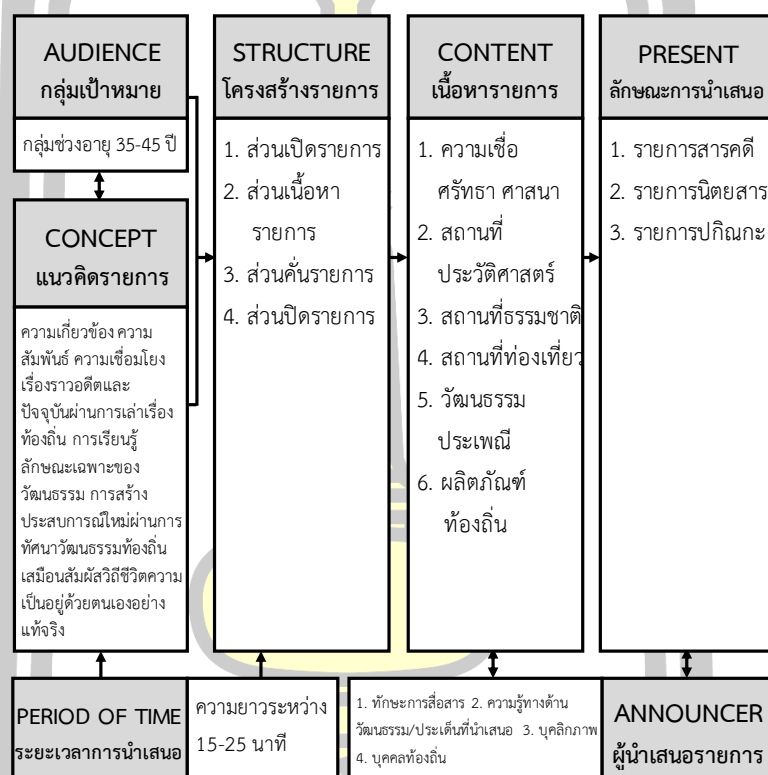 AUDIENCE
กลุ่มเป้าหมาย
กลุ่มช่วงอายุ 35-45 ปี
CONCEPT
แนวคิดรายการ
ความเกี่ยวข้อง ความ
สัมพันธ์ ความเชื่อมโยง
เรื่องราวอดีตและ
ปัจจุบันผ่านการเล่าเรื่อง
ท้องถิ่น การเรียนรู้
ลักษณะเฉพาะของ
วัฒนธรรม การสร้าง
ประสบการณ์ใหม่ผ่านการ
ทัศนาวัฒนธรรมท้องถิ่น
เสมือนสัมผัสวิถีชีวิตความ
เป็นอยู่ด้วยตนเองอย่าง
แท้จริง
STRUCTURE
โครงสร้างรายการ
1. ส่วนเปิดรายการ
2. ส่วนเนื้อหา
รายการ
3. ส่วนคั่นรายการ
4. ส่วนปิดรายการ
CONTENT
เนื้อหารายการ
1. ความเชื่อ
ศรัทธา ศาสนา
2. สถานที่
ประวัติศาสตร์
3. สถานที่ธรรมชาติ
4. สถานที่ท่องเที่ยว
5. วัฒนธรรม
ประเพณี
6. ผลิตภัณฑ์
ท้องถิ่น
PRESENT
ลักษณะการนำเสนอ
1. รายการสารคดี
2. รายการนิตยสาร
3. รายการปกิณกะ
PERIOD OF TIME
ระยะเวลาการนำเสนอ
ความยาวระหว่าง
15-25 นาที
1. ทักษะการสื่อสาร 2. ความรู้ทางด้าน
วัฒนธรรม/ประเด็นที่นำเสนอ 3. บุคลิกภาพ
4. บุคคลท้องถิ่น
ANNOUNCER
ผู้นำเสนอรายการ